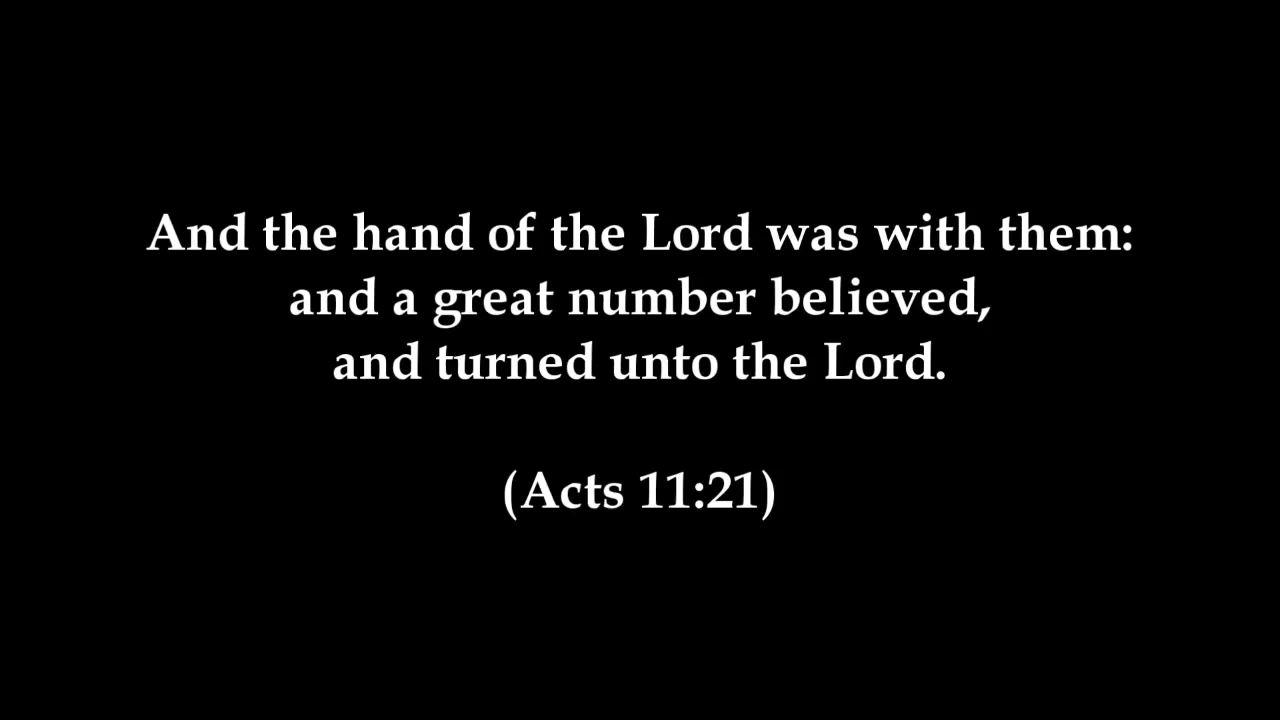 And the hand of the Lord was with them:
and a great number believed,
and turned unto the Lord.
(Acts 11:21)